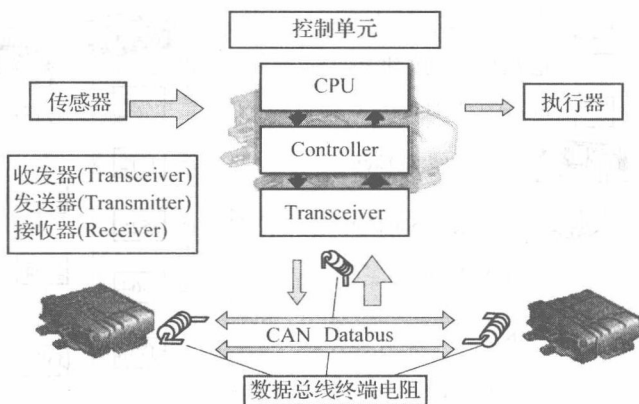 控制单元
CPU
传感器
执行器
Controller
收发器(Transceiver)
发送器(Transmitter)
接收器(Receiver)
Transceiver
CAN Databus
数据总线终端电阻